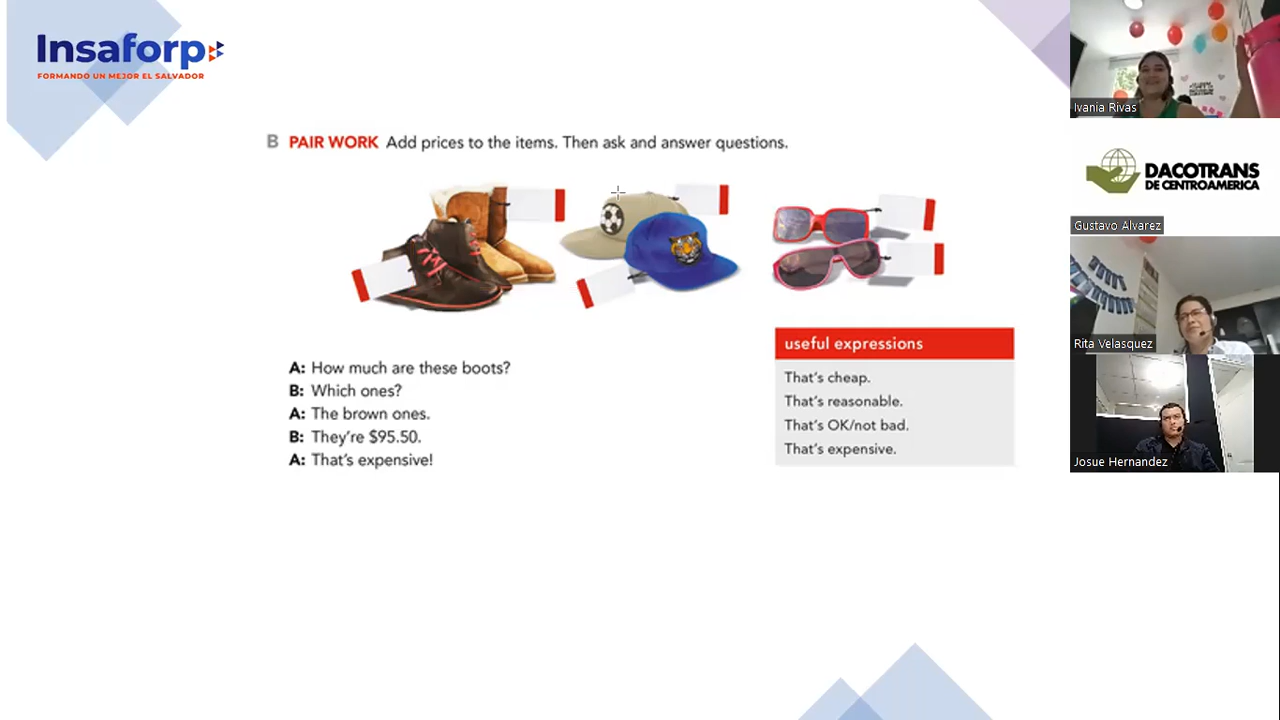 Insaforp
FORMANDO UN MEJOR EL SALVADOR
B PAIR WORK Add prices to the items. Then ask and answer questions.
A: How much are these boots?
B: Which ones?
A: The brown ones.
B: They're $95.50.
A: That's expensive!
useful expressions
That's cheap.
That's reasonable.
That's OK/not bad.
That's expensive.
Ivania Rivas
DACOTRANS
DE CENTROAMERICA
Gustavo Alvarez
Rita Velasquez
Josue Hernandez